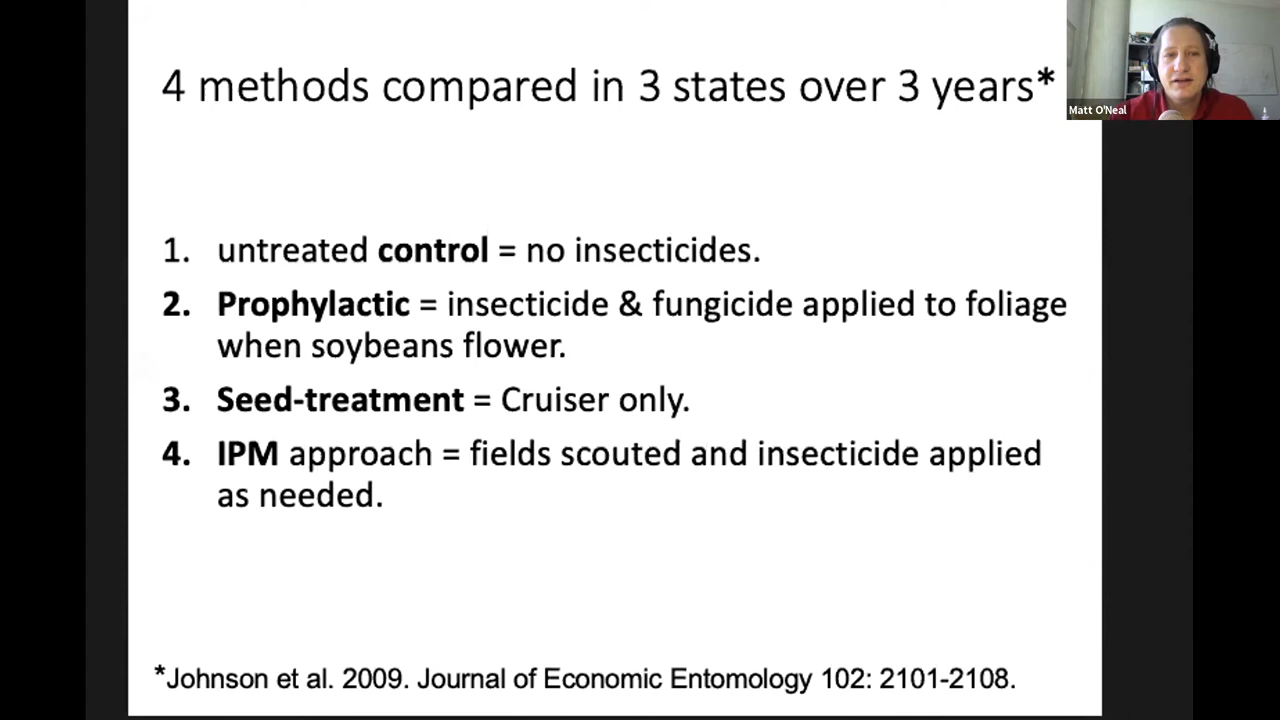 4 methods compared in 3 states over 3 years*
Matt O'Neal
1. untreated control = no insecticides.
2. Prophylactic = insecticide & fungicide applied to foliage
when soybeans flower.
3. Seed-treatment = Cruiser only.
4. IPM approach = fields scouted and insecticide applied
as needed.
*Johnson et al. 2009. Journal of Economic Entomology 102: 2101-2108.